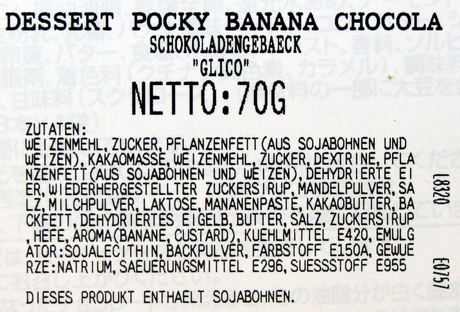 DESSERT POCKY BANANA CHOCOLA
SCHOKOLADENGEBAECK
"GLICO"
NETTO:70G
ZUTATEN:
WEIZENMEHL,ZUCKER,PFLANZENFETT(AUS SOJABOHNEN UND
WEIZEN),KAKAOMASSE,WEIZENMEHL,ZUCKER,DEXTRINE,PFLA
NZENFETT(AUS SOJABOHNEN UND WEIZEN),DEHYDRIERTE EI
ER,WIEDERHERGESTELLTER ZUCKERSIRUP,MANDELPULVER,SA
LZ,MILCHPULVER,LAKTOSE,MANANENPASTE,KAKAOBUTTER,BA
CKFETT,DEHYDRIERTES EIGELB,BUTTER,SALZ,ZUCKERSIRUP
,HEFE,AROMA(BANANE,CUSTARD),KUEHLMITTEL E420,EMULG
ATOR:SOJALECITHIN,BACKPULVER,FARBSTOFF E150A,GEWUE
RZE:NATRIUM,SAEUERUNGSMITTEL E296,SUESSSTOFF E955
DIESES PRODUKT ENTHAELT SOJABOHNEN.
L820
E0757